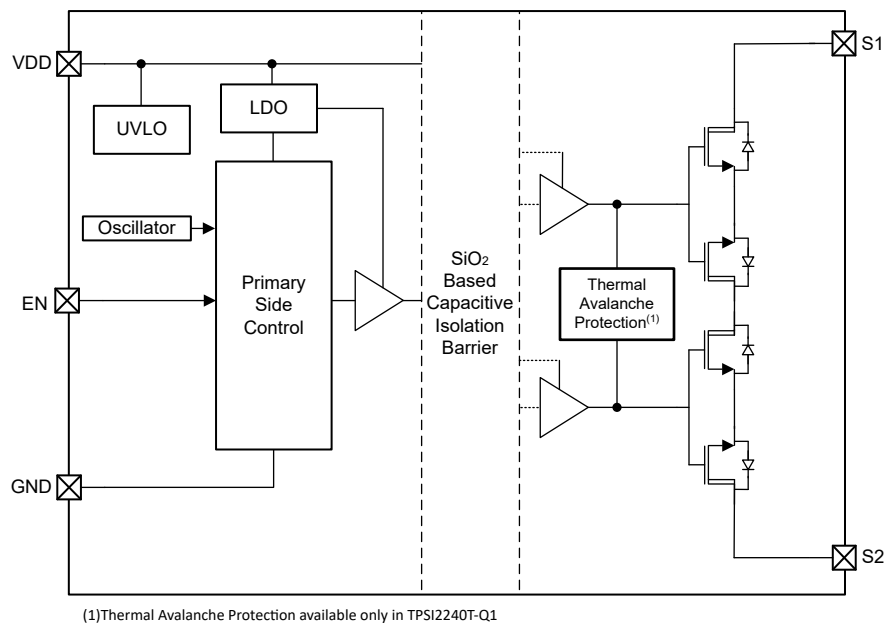 VDD
UVLO
LDO
Oscillator
EN
Primary
Side
Control
GND
SiO2
Based
Capacitive
Isolation
Barrier
Thermal
Avalanche
Protection(1)
S1
S2
(1)Thermal Avalanche Protection available only in TPSI2240T-Q1